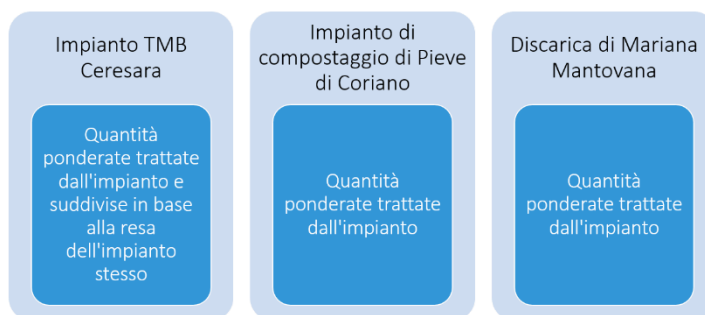 Impianto TMB
Ceresara
Quantità
ponderate trattate
dall'impianto e
suddivise in base
alla resa
dell'impianto
stesso
Impianto di
compostaggio di Pieve
di Coriano
Quantità
ponderate trattate
dall'impianto
Discarica di Mariana
Mantovana
Quantità
ponderate trattate
dall'impianto